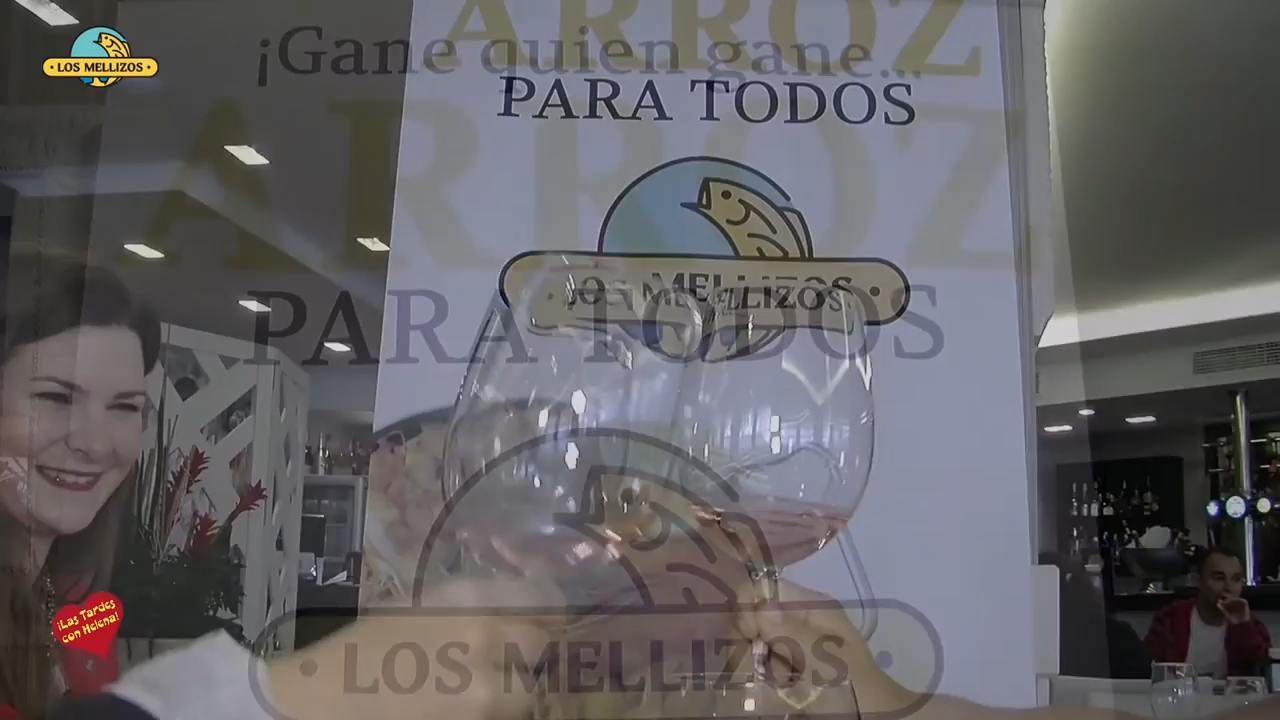 LOS MELLIZOS
ARROZ
¡Gane quien gane...
PARA TODOS
ARROZ
LOS MELLIZOS
MELLIZOS
PARA TODOS
¡Las Tardes
con Helena!
LOS MELLIZOS